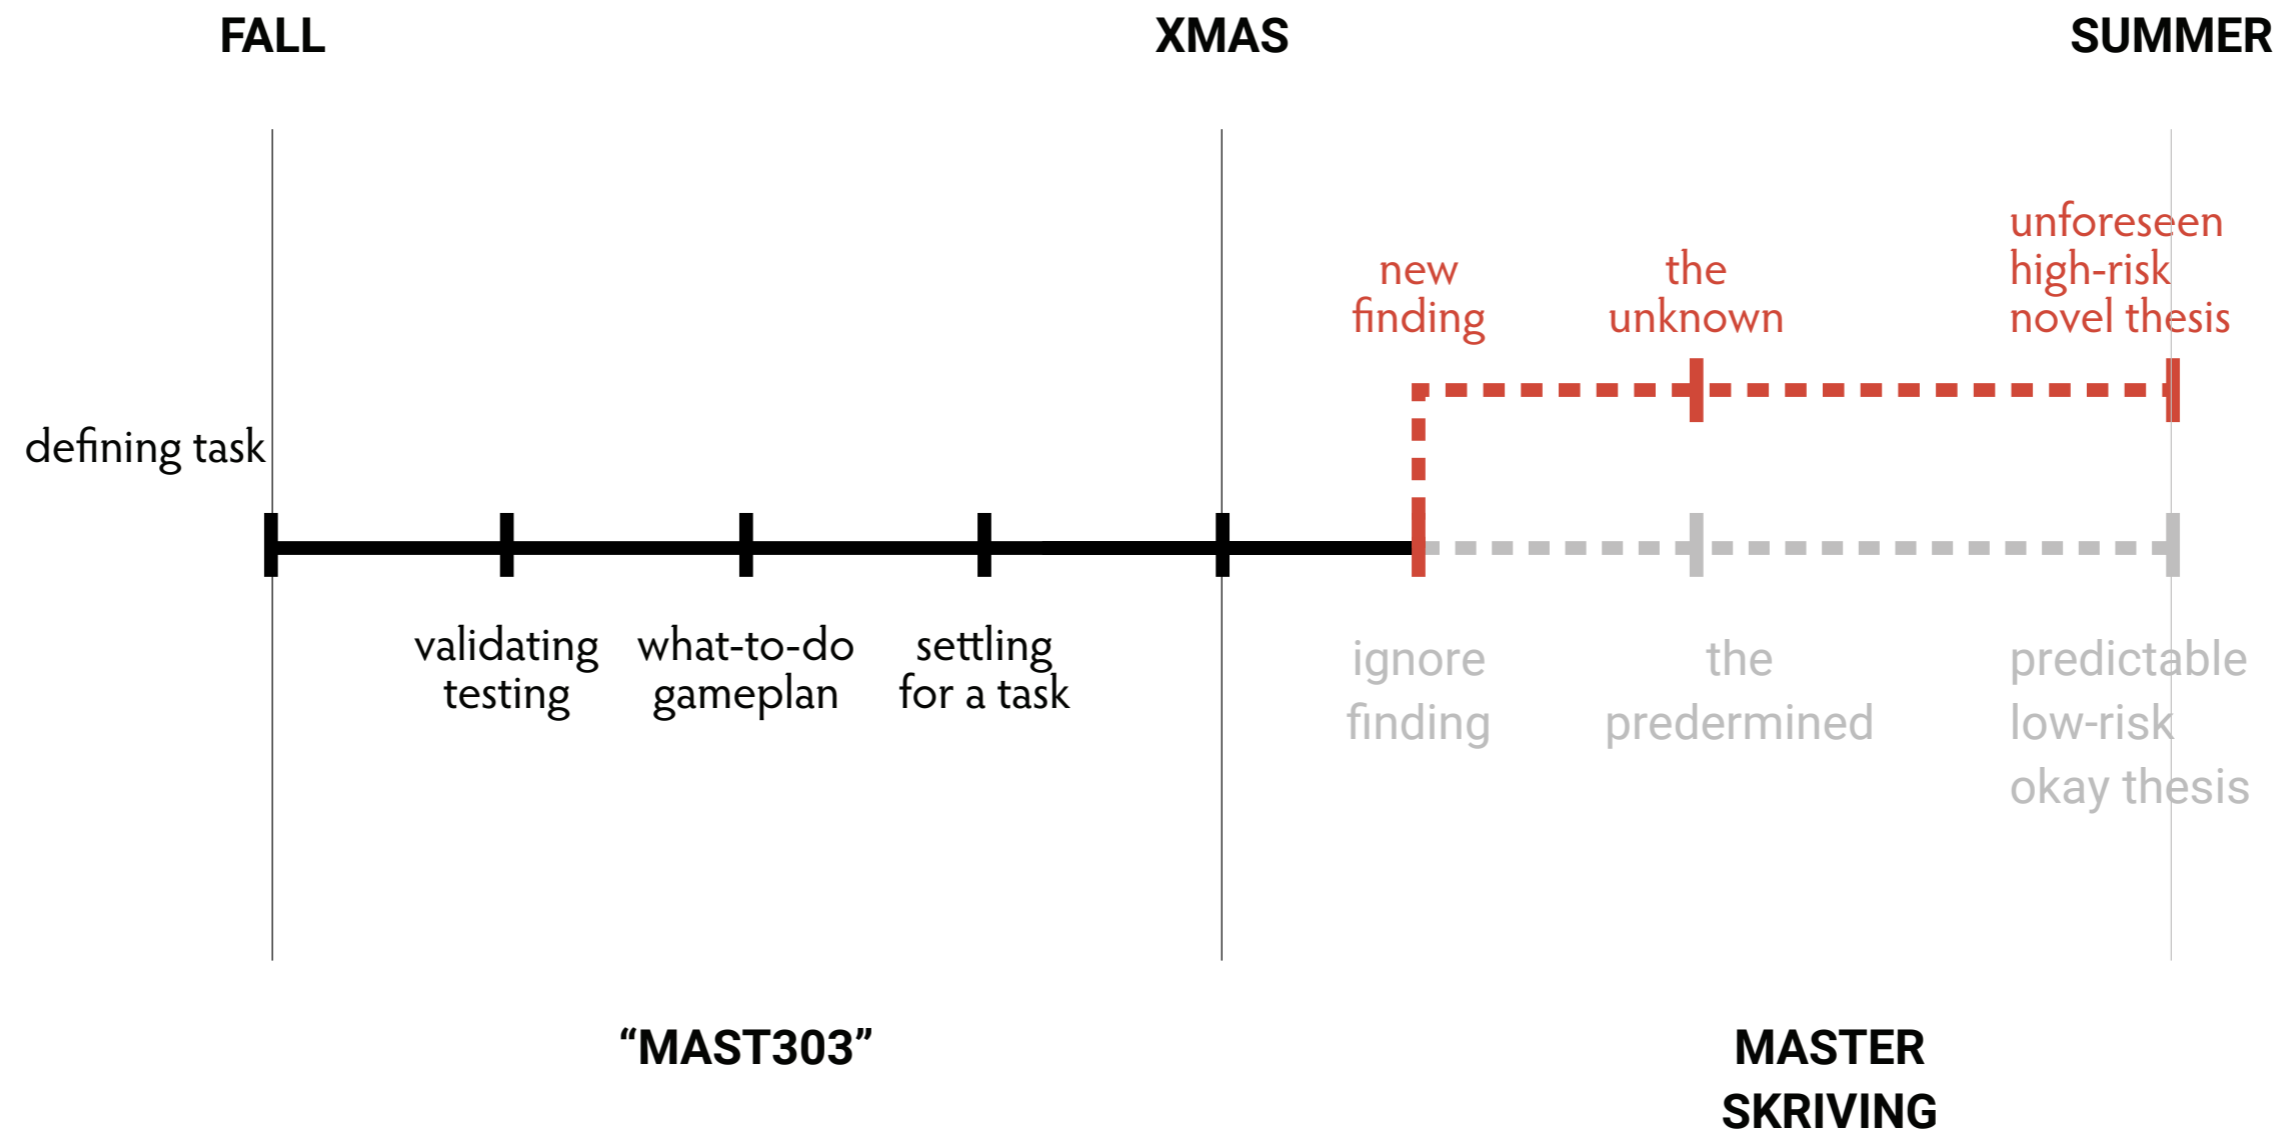 FALL
XMAS
SUMMER
defining task
validating
testing
what-to-do
gameplan
settling
for a task
new
finding
the
unknown
unforeseen
high-risk
novel thesis
ignore
finding
the
predermined
predictable
low-risk
okay thesis
“MAST303”
MASTER
SKRIVING